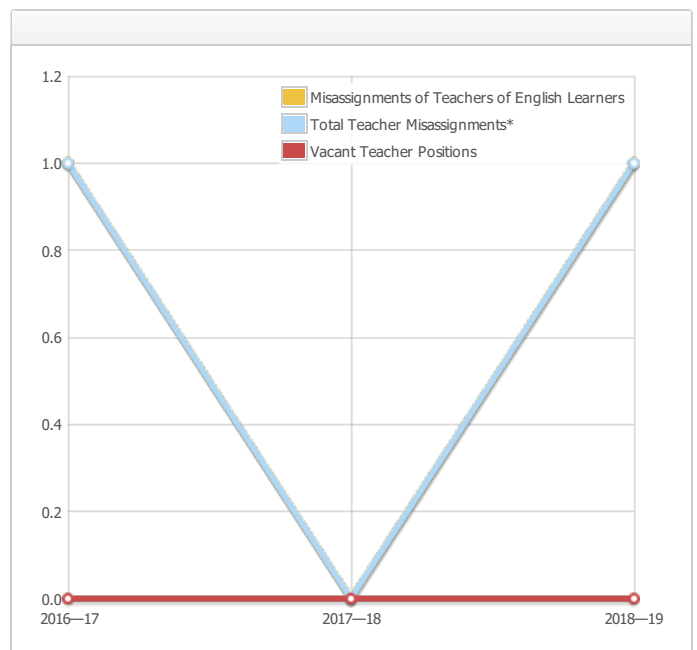 1.2
Misassignments of Teachers of English Learners
Total Teacher Misassignments*
Vacant Teacher Positions
1.0
0.8
0.6
0.4
0.2
0.0
2016—17 2017—18 2018—19